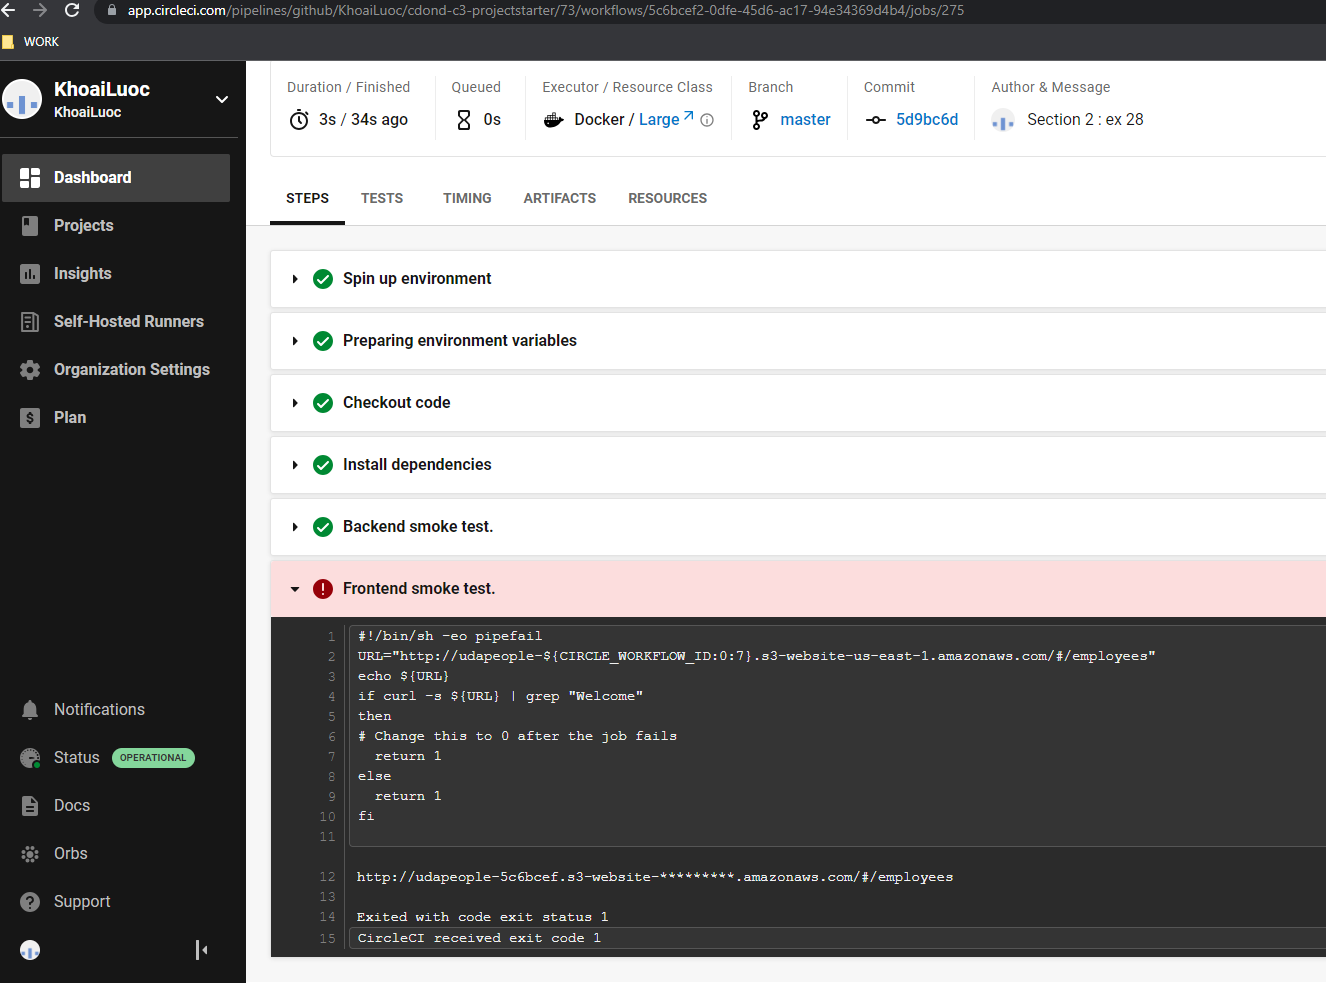 app.circleci.com/pipelines/github/KhoaiLuoc/cdond-c3-projectstarter/73/workflows/5c6bcef2-0dfe-45d6-ac17-94e34369d4b4/jobs/275
WORK
KhoaiLuoc
KhoaiLuoc
Dashboard
Projects
Insights
Self-Hosted Runners
Organization Settings
Plan
Notifications
Status OPERATIONAL
Docs
Orbs
Support
Duration / Finished
3s / 34s ago
Queued
0s
Executor / Resource Class
Docker / Large
Branch
master
Commit
5d9bc6d
Author & Message
Section 2 : ex 28
STEPS TESTS TIMING ARTIFACTS RESOURCES
Spin up environment
Preparing environment variables
Checkout code
Install dependencies
Backend smoke test.
Frontend smoke test.
1 #!/bin/sh -eo pipefail
2 URL="http://udapeople-${CIRCLE_WORKFLOW_ID:0:7}.s3-website-us-east-1.amazonaws.com/#/employees"
3 echo ${URL}
4 if curl -s ${URL} | grep "Welcome"
5 then
6 # Change this to 0 after the job fails
7   return 1
8 else
9   return 1
10 fi
11
12 http://udapeople-5c6bcef.s3-website-*********.amazonaws.com/#/employees
13
14 Exited with code exit status 1
15 CircleCI received exit code 1